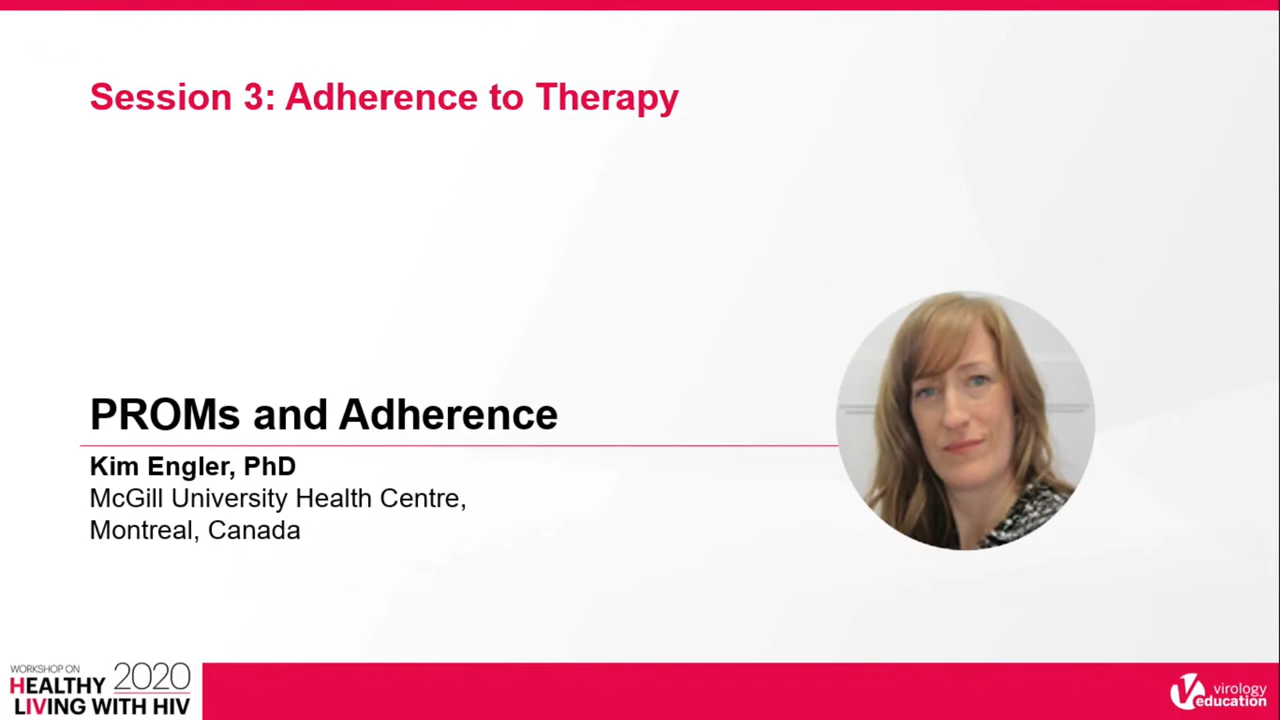 Session 3: Adherence to Therapy
PROMs and Adherence
Kim Engler, PhD
McGill University Health Centre,
Montreal, Canada
WORKSHOP ON 2020
HEALTHY
LIVING WITH HIV
virology
education